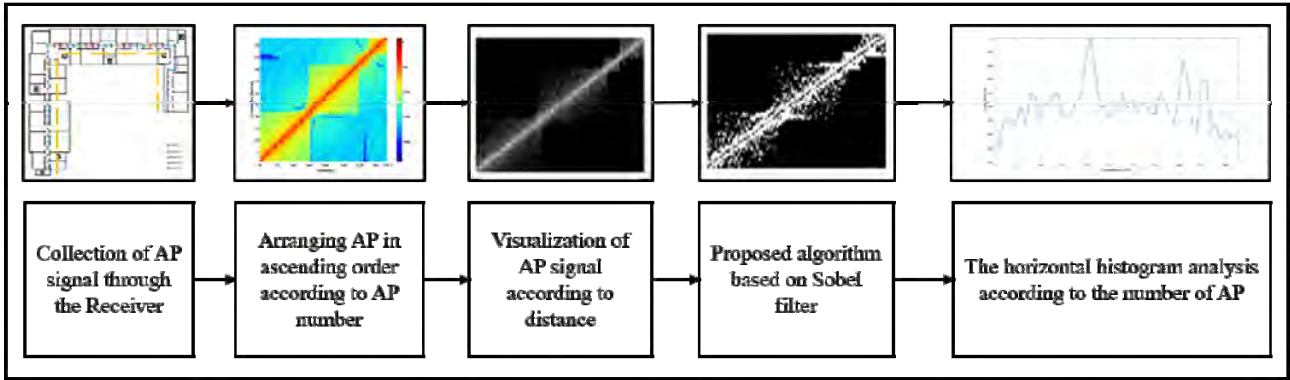 Collection of AP
signal through
the Receiver
Arranging AP in
ascending order
according to AP
number
Visualization of
AP signal
according to
distance
Proposed algorithm
based on Sobel
filter
The horizontal histogram analysis
according to the number of AP